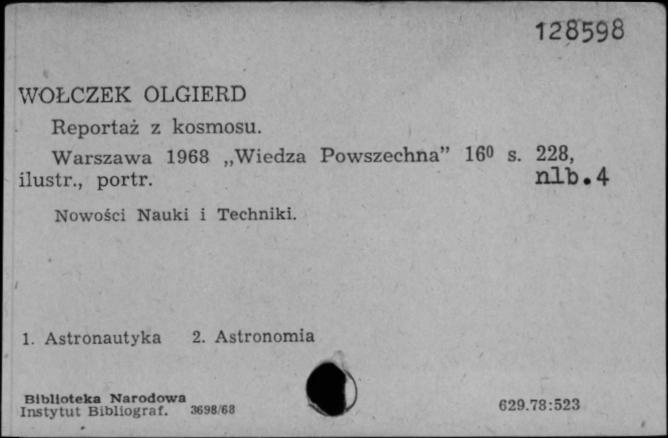 128598
WOŁCZEK OLGIERD
Reportaż z kosmosu.
Warszawa 1968 „Wiedza Powszechna” 16⁰ s. 228,
ilustr., portr. nlb.4
Nowości Nauki i Techniki.
1. Astronautyka 2. Astronomia
Biblioteka Narodowa
Instytut Bibliograf. 3698/68 629.78:523